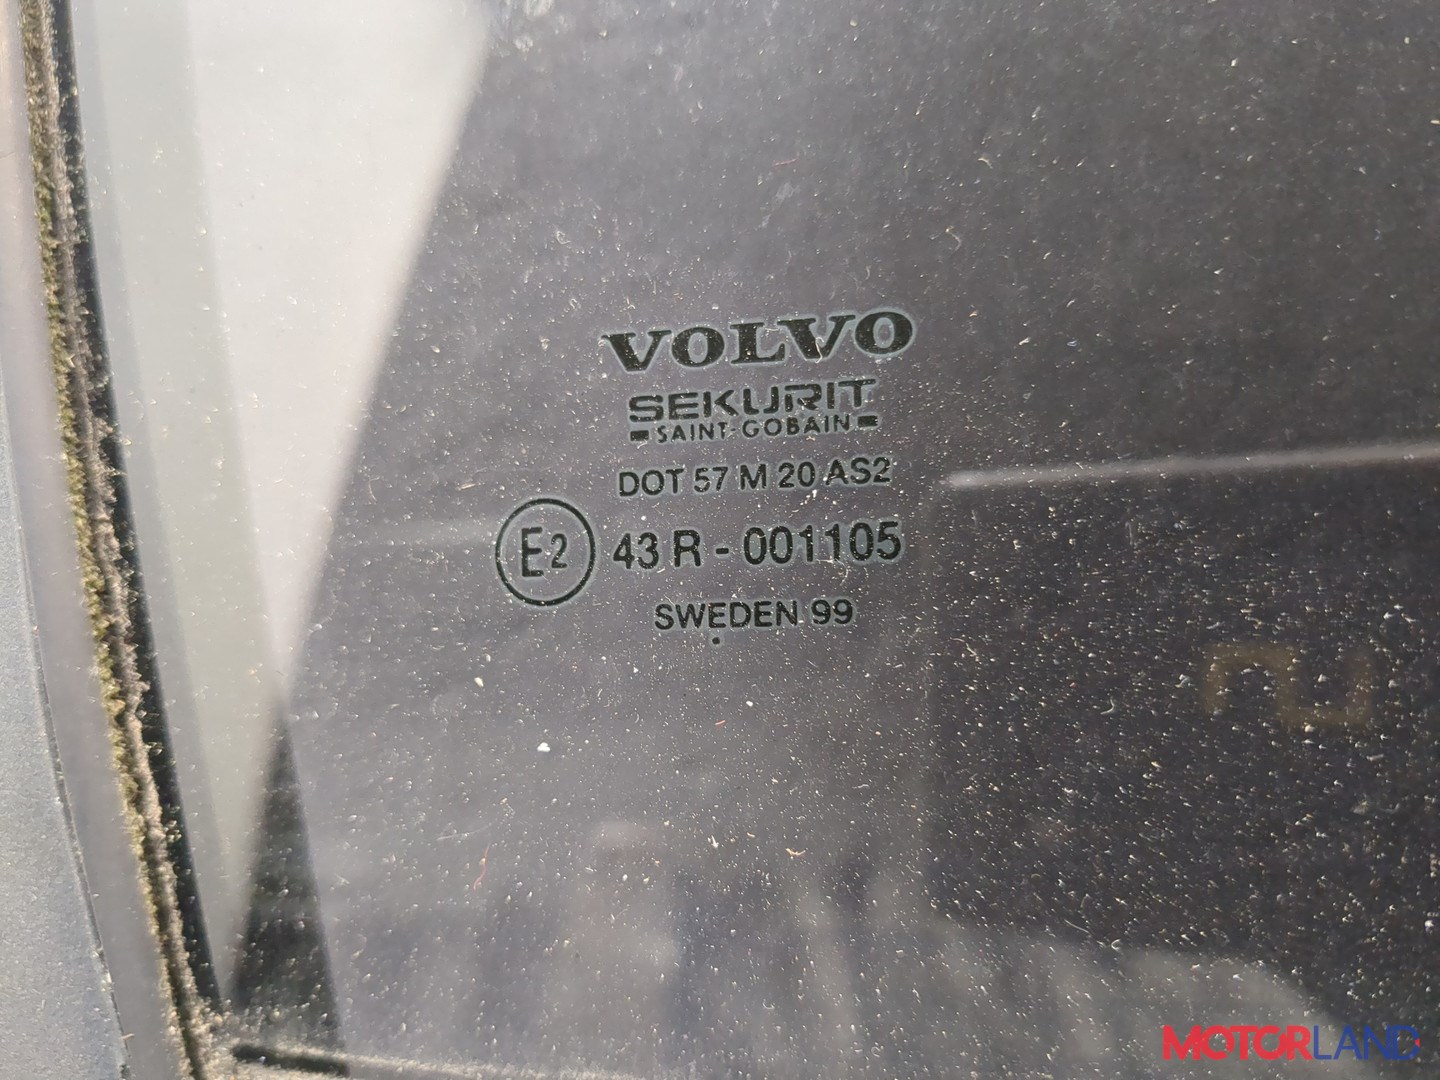 VOLVO
SEKURIT
SAINT-GOBAIN
DOT 57 M 20 AS2
E2 43 R - 001105
SWEDEN 99
MOTORLAND